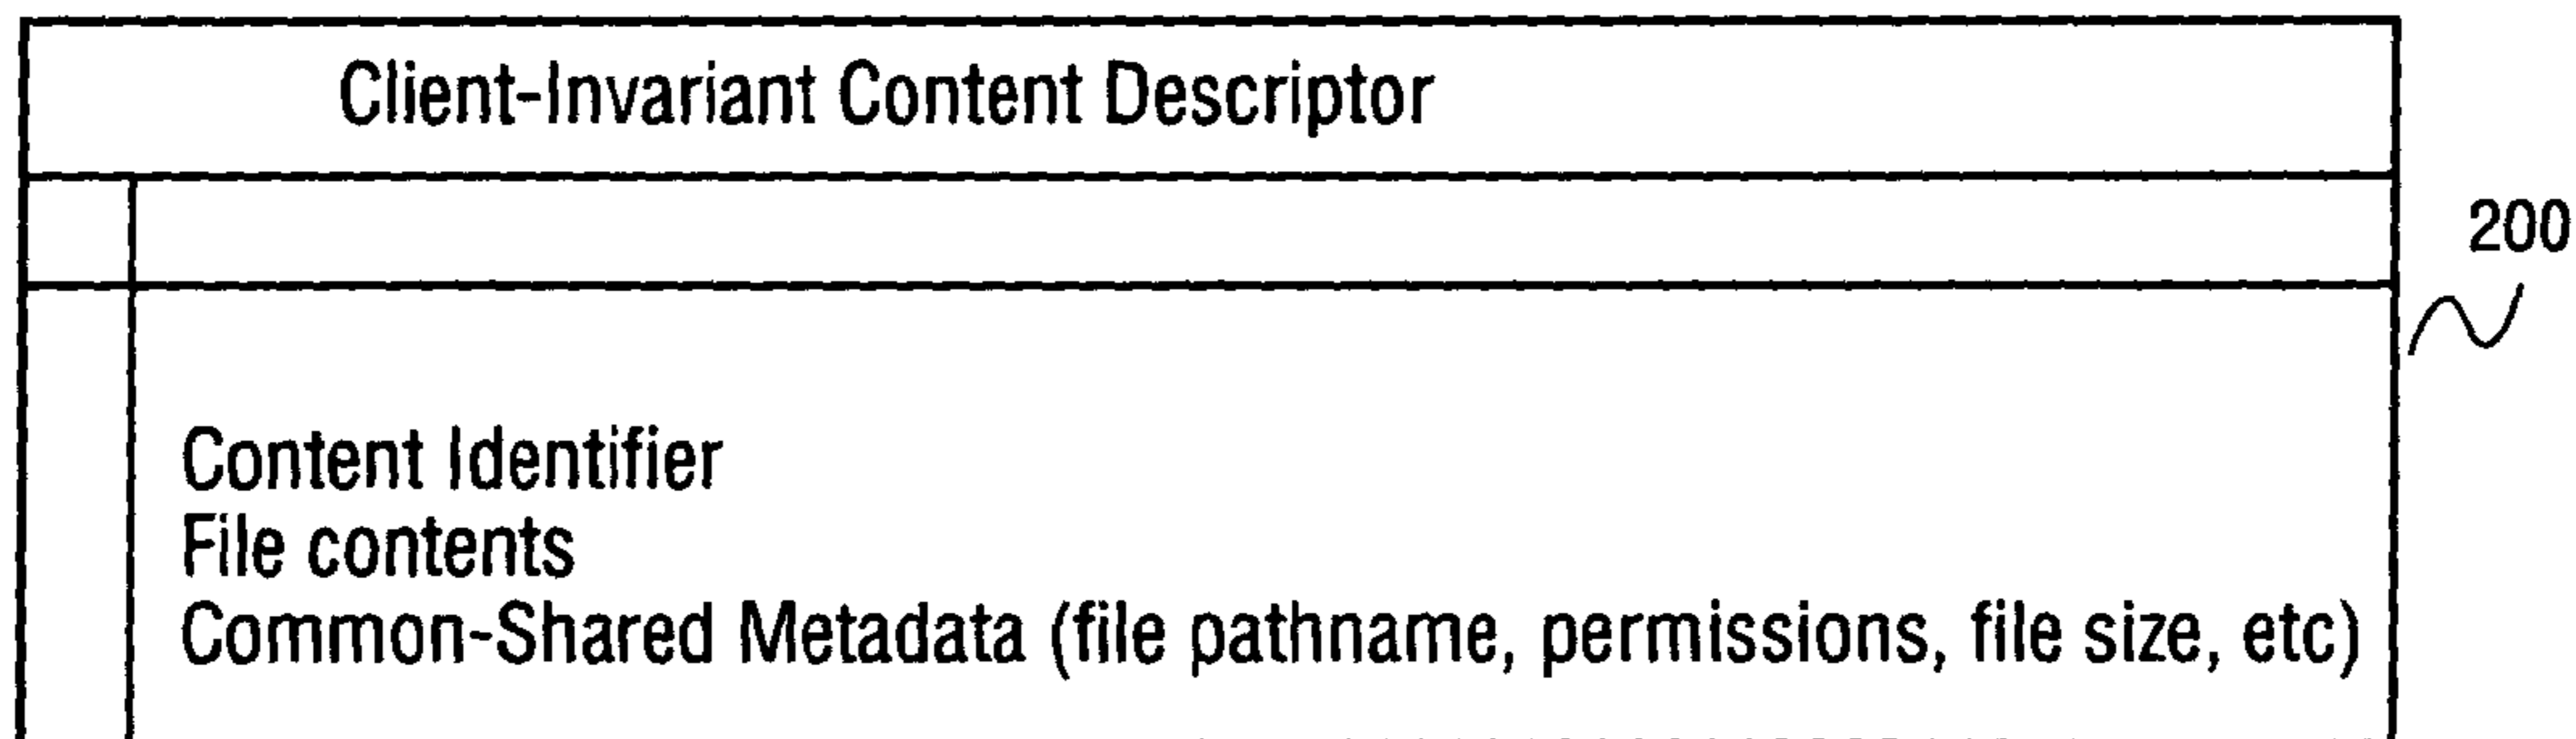 Client-Invariant Content Descriptor
200
Content Identifier
File contents
Common-Shared Metadata (file pathname, permissions, file size, etc)